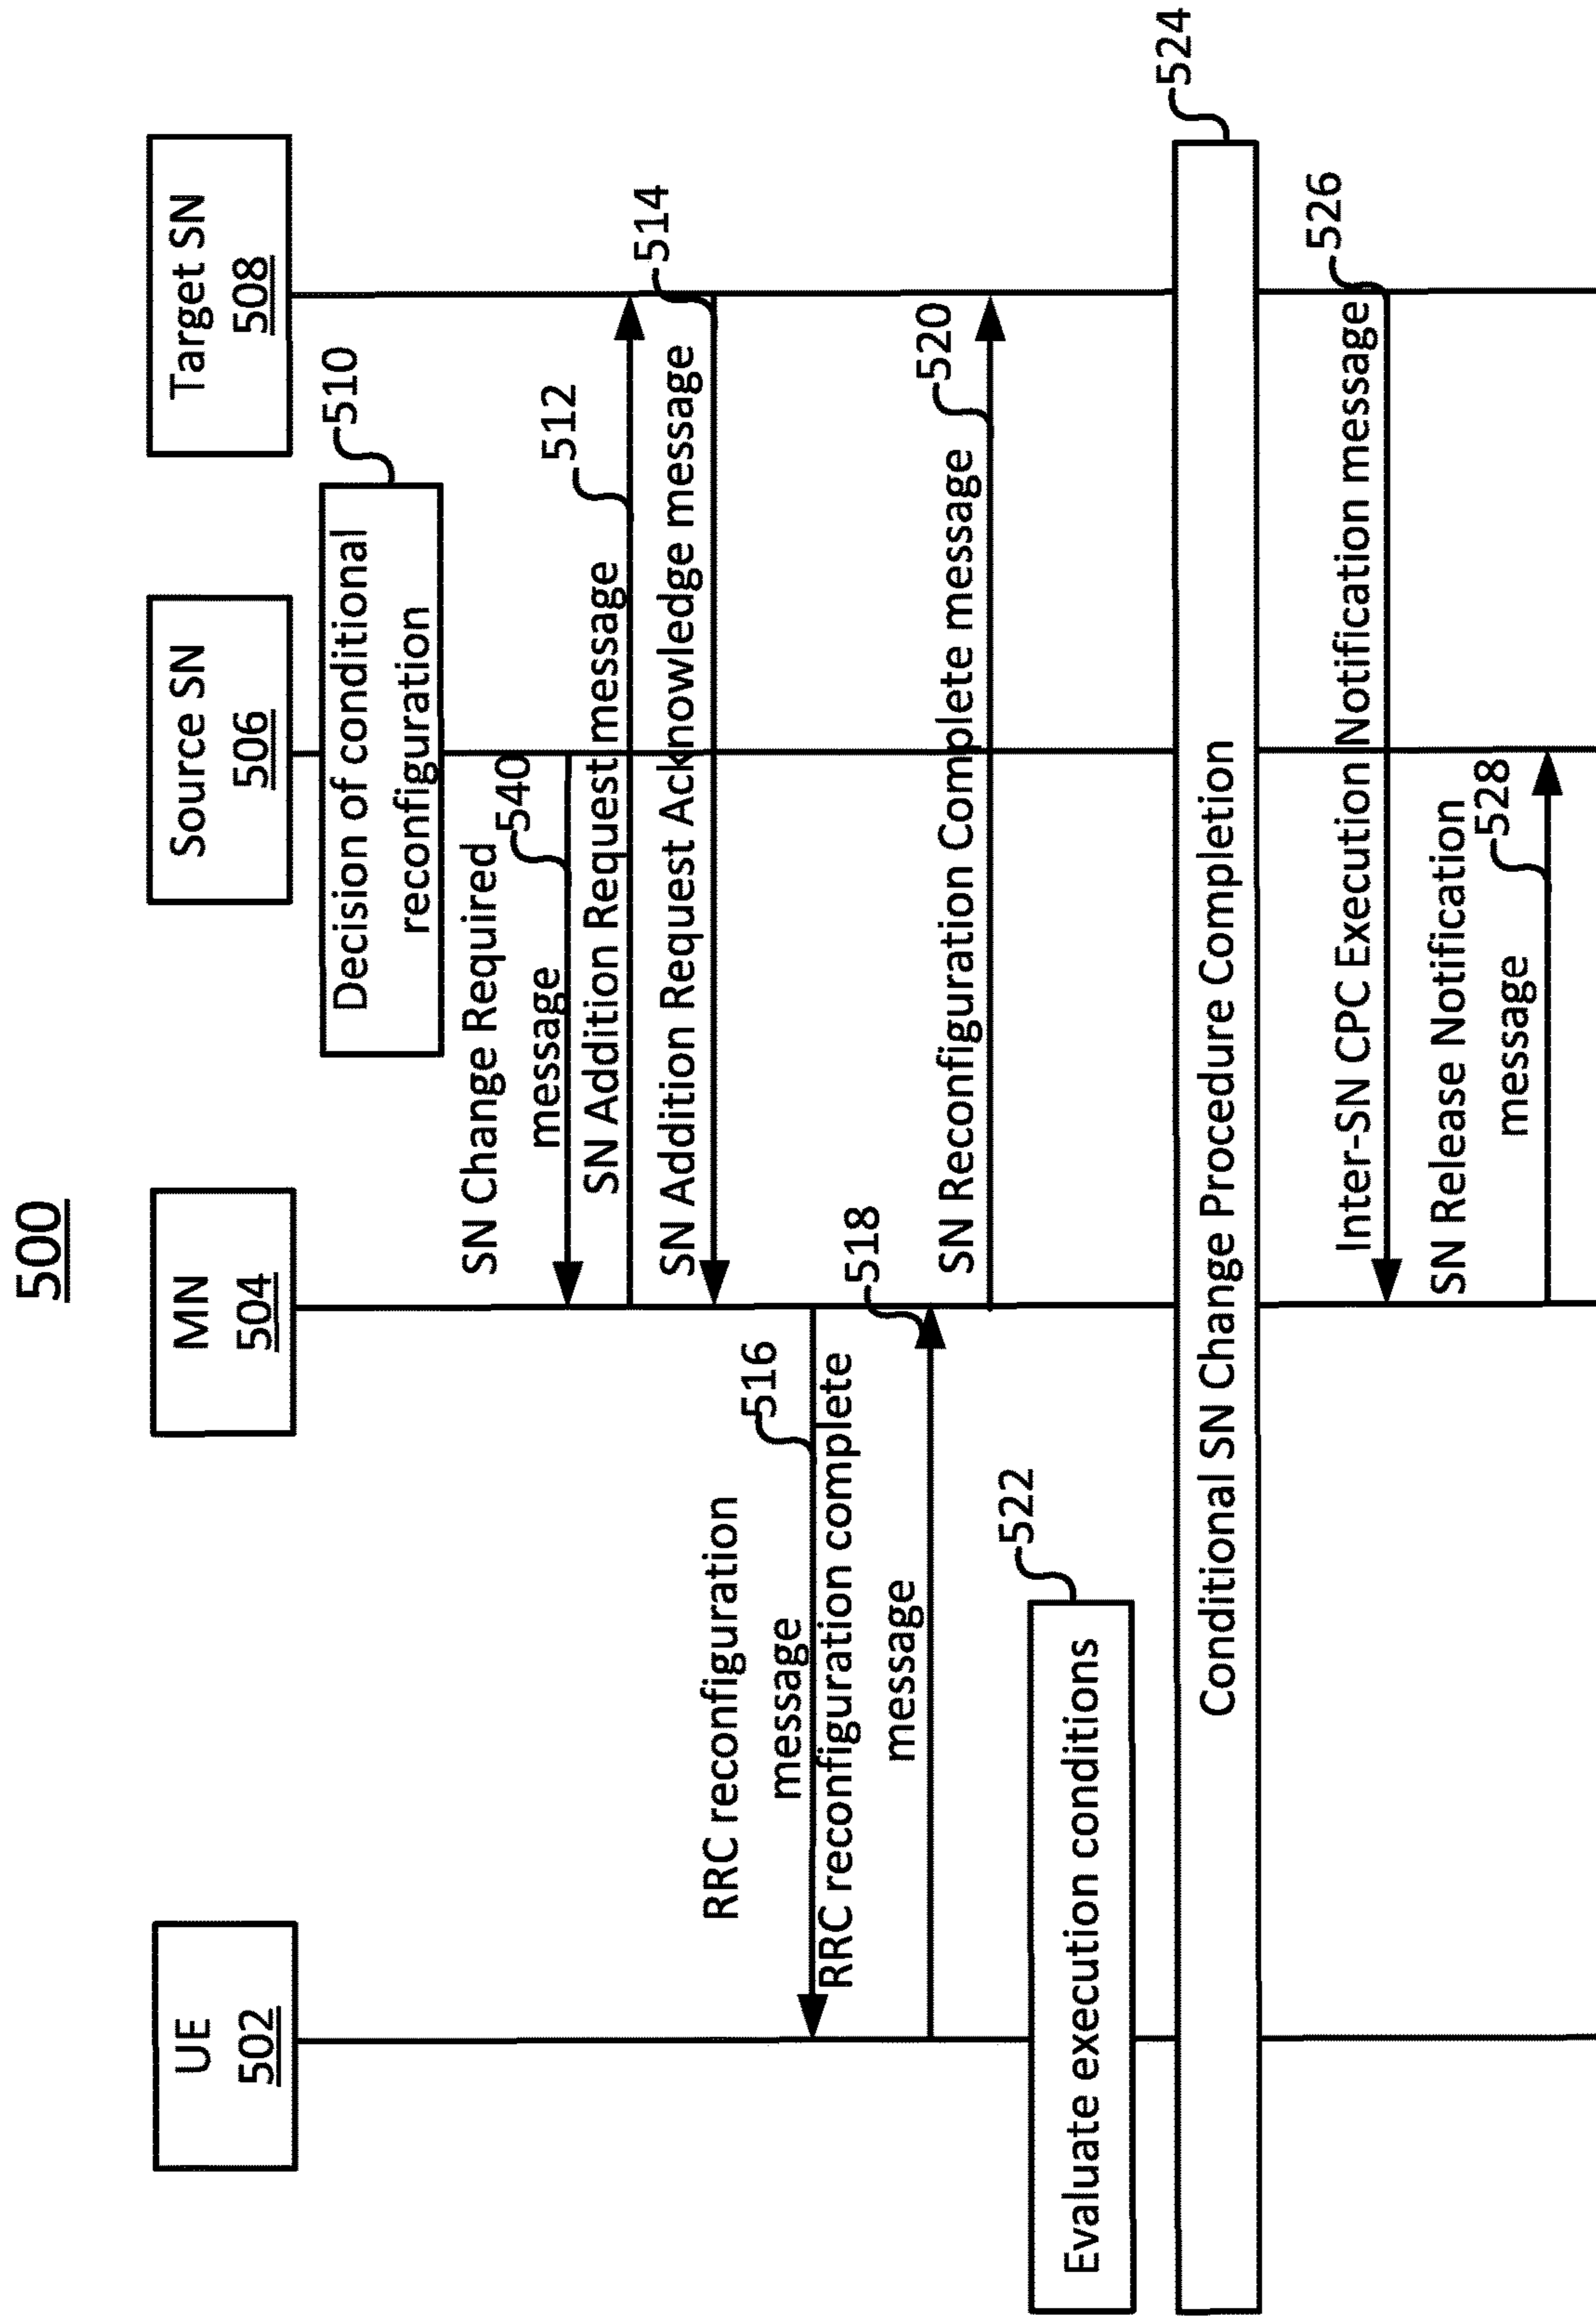 500
UE
502
MN
504
Source SN
506
Target SN
508
Decision of conditional
reconfiguration
510
SN Change Required
message
540
SN Addition Request message
512
SN Addition Request Acknowledge message
514
RRC reconfiguration
message
516
RRC reconfiguration complete
message
518
SN Reconfiguration Complete message
520
Evaluate execution conditions
522
Conditional SN Change Procedure Completion
524
Inter-SN CPC Execution Notification message
526
SN Release Notification
message
528